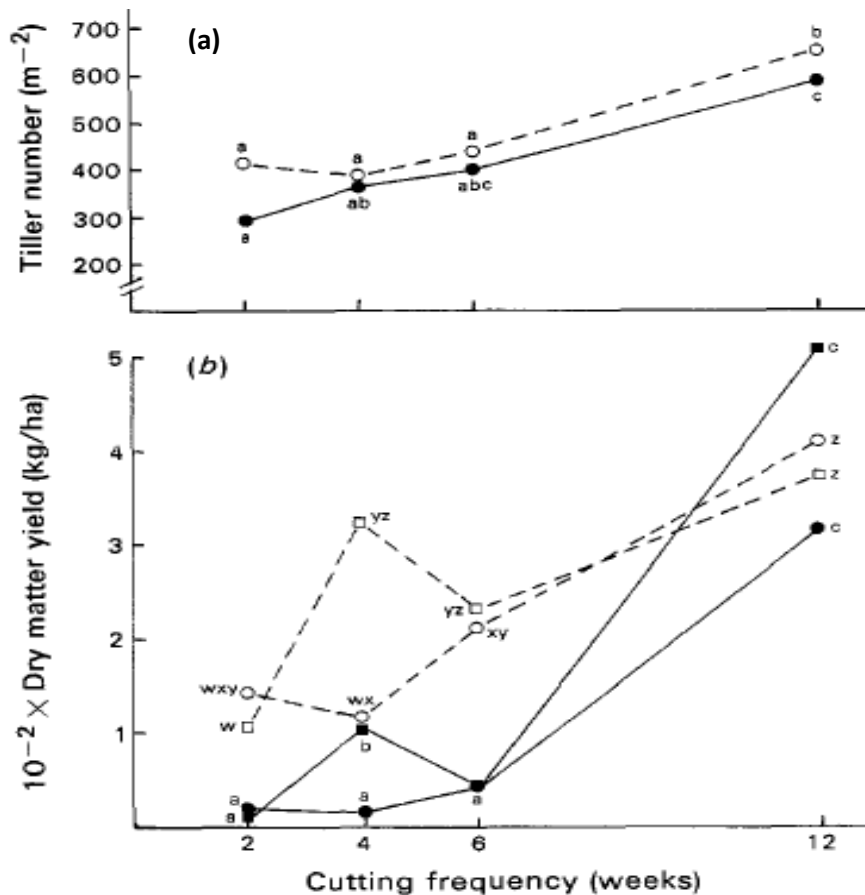 (a)
Tiller number (m⁻²)
700
600
500
400
300
200
a
a
a
b
a
ab
abc
c
(b)
10⁻² × Dry matter yield (kg/ha)
5
4
3
2
1
c
z
z
c
yz
yz
xy
wxy
wx
w
b
a
a
a
a
2
4
6
12
Cutting frequency (weeks)